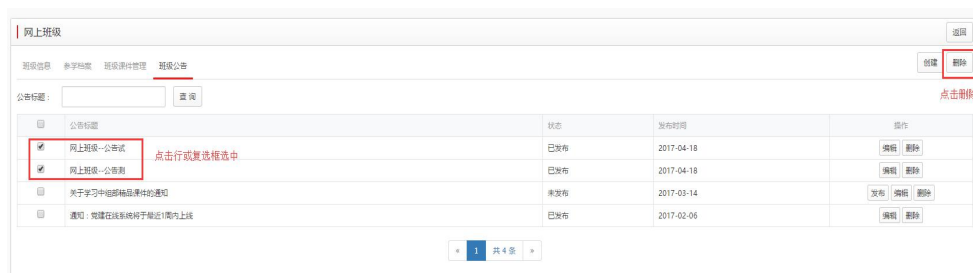 网上班级 返回
班级信息 参学档案 班级课件管理 班级公告 创建 删除
公告标题： 查 询 点击删除
公告标题 状态 发布时间 操作
网上班级--公告试 已发布 2017-04-18 编辑 删除
点击行或复选框选中
网上班级--公告测 已发布 2017-04-18 编辑 删除
关于学习中组部精品课件的通知 未发布 2017-03-14 发布 编辑 删除
通知：党建在线系统将于最近1周内上线 已发布 2017-02-06 编辑 删除
« 1 共 4 条 »